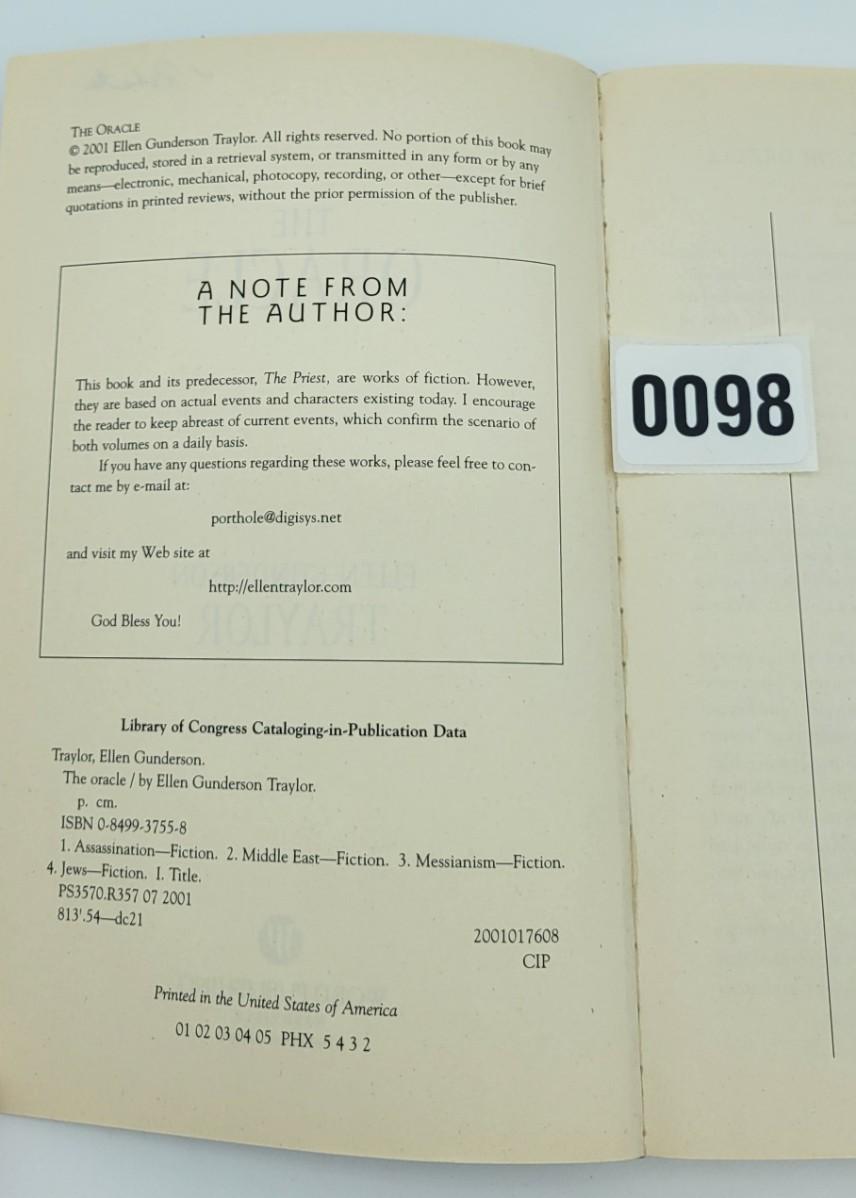 THE ORACLE
© 2001 Ellen Gunderson Traylor. All rights reserved. No portion of this book may
be reproduced, stored in a retrieval system, or transmitted in any form or by any
means—electronic, mechanical, photocopy, recording, or other—except for brief
quotations in printed reviews, without the prior permission of the publisher.
A NOTE FROM
THE AUTHOR:
This book and its predecessor, The Priest, are works of fiction. However,
they are based on actual events and characters existing today. I encourage
the reader to keep abreast of current events, which confirm the scenario of
both volumes on a daily basis.
If you have any questions regarding these works, please feel free to con-
tact me by e-mail at:
porthole@digisys.net
and visit my Web site at
http://ellentraylor.com
God Bless You!
Library of Congress Cataloging-in-Publication Data
Traylor, Ellen Gunderson.
The oracle / by Ellen Gunderson Traylor.
p. cm.
ISBN 0-8499-3755-8
1. Assassination—Fiction. 2. Middle East—Fiction. 3. Messianism—Fiction.
4. Jews—Fiction. I. Title.
PS3570.R357 07 2001
813'.54—dc21
2001017608
CIP
Printed in the United States of America
01 02 03 04 05 PHX 5 4 3 2
0098